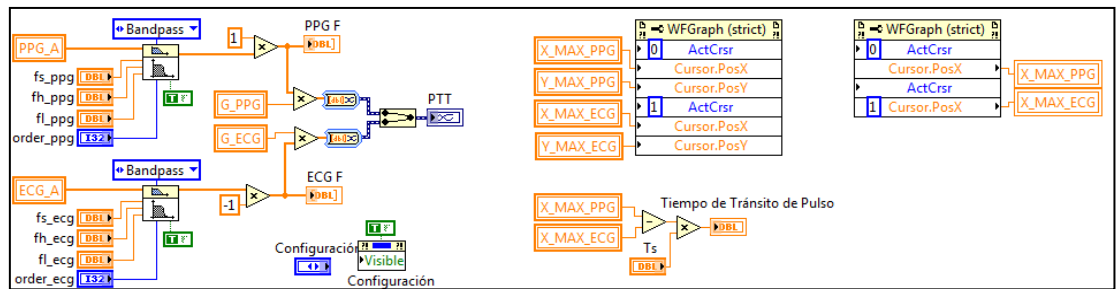 Bandpass
PPG_A
fs_ppg DBL
fh_ppg DBL
fl_ppg DBL
order_ppg I32
T F
1
PPG F
DBL
G_PPG
G_ECG
PTT
Bandpass
ECG_A
fs_ecg DBL
fh_ecg DBL
fl_ecg DBL
order_ecg I32
T F
-1
ECG F
DBL
T F
Configuración
Visible
Configuración
WFGraph (strict)
0 ActCrsr
X_MAX_PPG Cursor.PosX
Y_MAX_PPG Cursor.PosY
1 ActCrsr
X_MAX_ECG Cursor.PosX
Y_MAX_ECG Cursor.PosY
WFGraph (strict)
0 ActCrsr
Cursor.PosX X_MAX_PPG
ActCrsr
1 Cursor.PosX X_MAX_ECG
X_MAX_PPG
X_MAX_ECG
Tiempo de Tránsito de Pulso
DBL
Ts
DBL